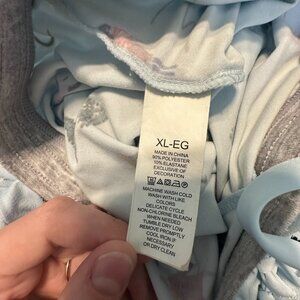 XL-EG
MADE IN CHINA
90% POLYESTER
10% ELASTANE
EXCLUSIVE OF
DECORATION
MACHINE WASH COLD
WASH WITH LIKE
COLORS
DELICATE CYCLE
NON-CHLORINE BLEACH
WHEN NEEDED
TUMBLE DRY LOW
REMOVE PROMPTLY
COOL IRON IF
NECESSARY
OR DRY CLEAN